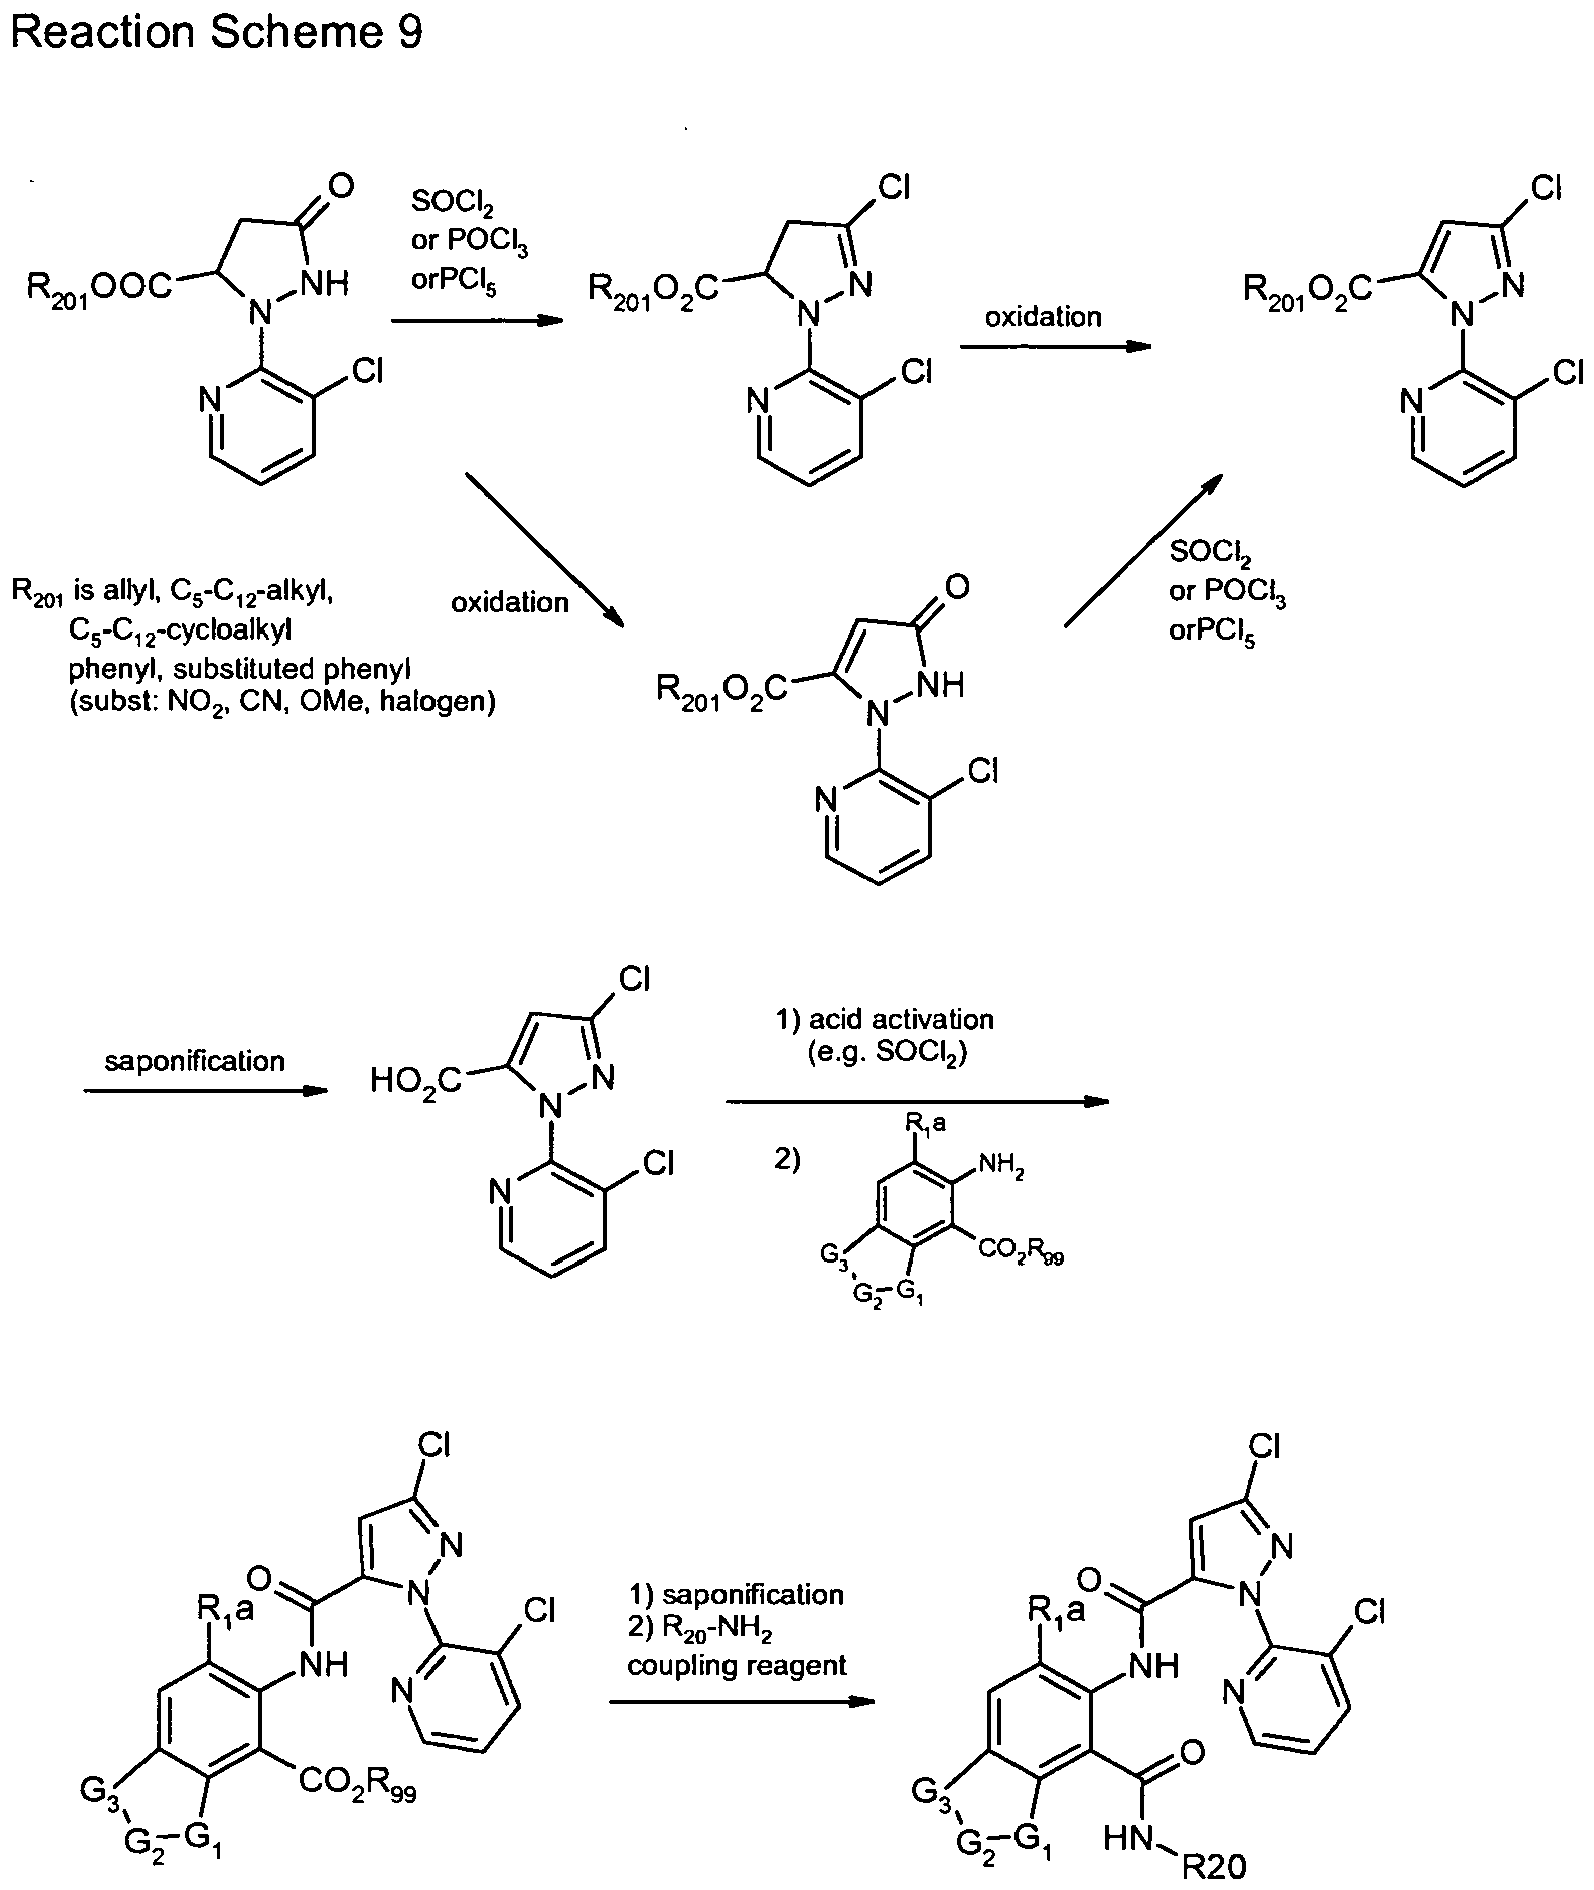 Reaction Scheme 9
O
R201OOC
NH
N
Cl
N
SOCl2
or POCl3
orPCl5
Cl
R201O2C
N
N
Cl
N
oxidation
Cl
R201O2C
N
N
Cl
N
R201 is allyl, C5-C12-alkyl,
C5-C12-cycloalkyl
phenyl, substituted phenyl
(subst: NO2, CN, OMe, halogen)
oxidation
O
R201O2C
NH
N
Cl
N
SOCl2
or POCl3
orPCl5
saponification
Cl
HO2C
N
N
Cl
N
1) acid activation
(e.g. SOCl2)
2)
R1a
NH2
CO2R99
G3
G2
G1
Cl
N
O
N
R1a
Cl
NH
N
CO2R99
G3
G2
G1
1) saponification
2) R20-NH2
coupling reagent
Cl
N
O
N
R1a
Cl
NH
N
O
G3
G2
G1
HN
R20